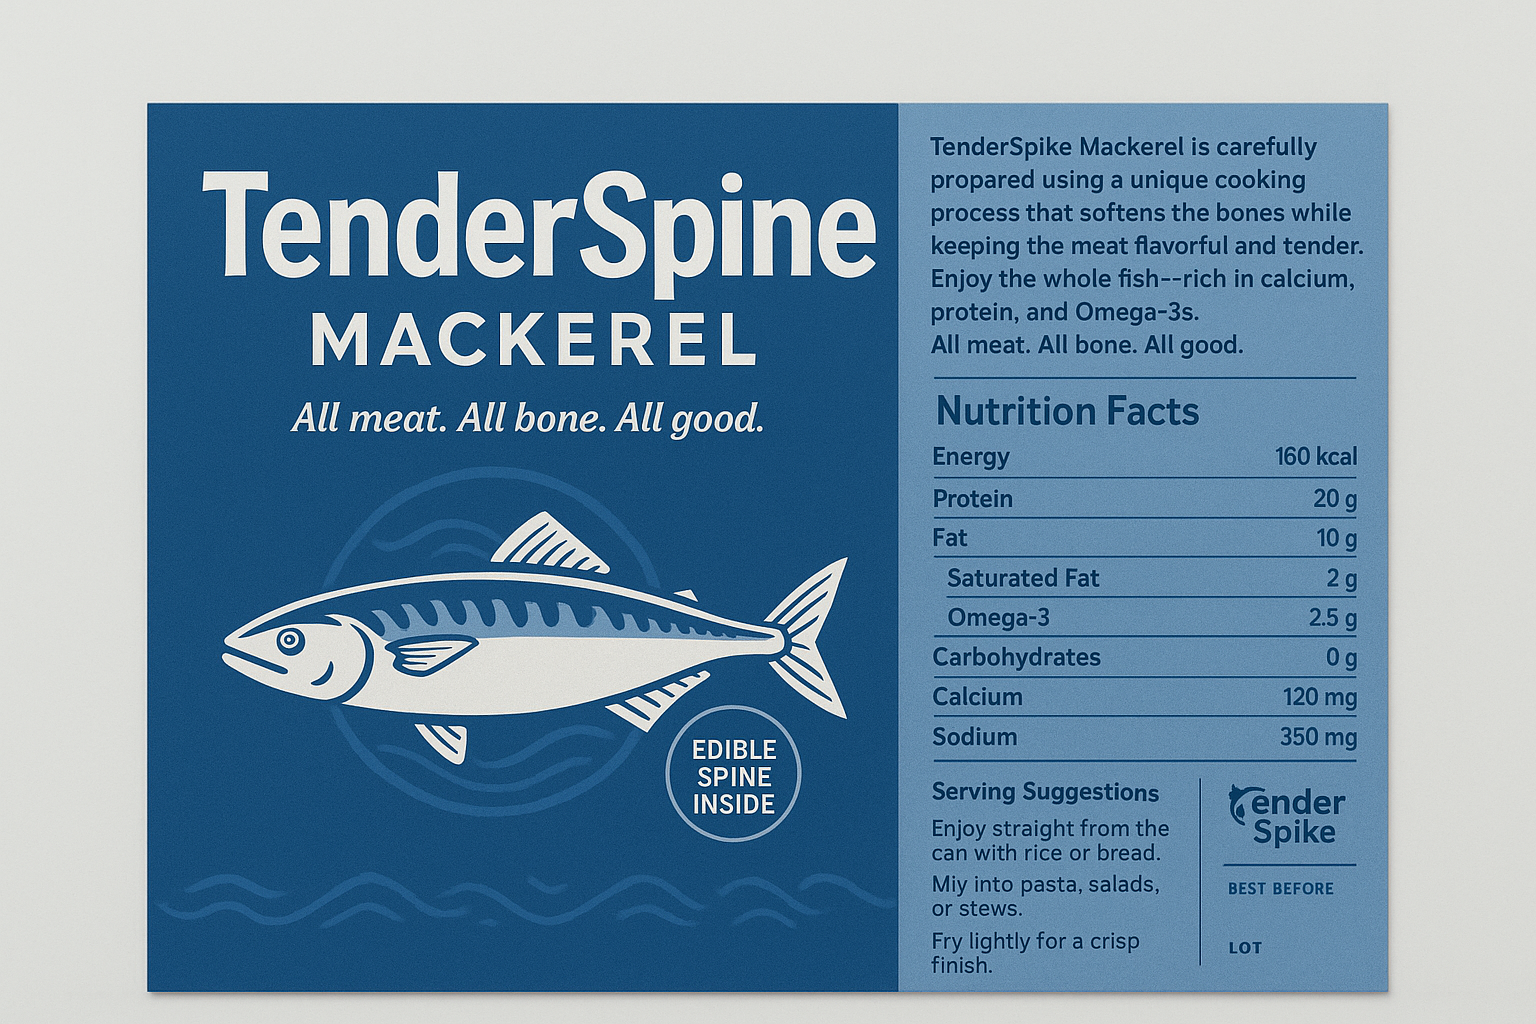 TenderSpine
MACKEREL
All meat. All bone. All good.
EDIBLE
SPINE
INSIDE
TenderSpike Mackerel is carefully
propared using a unique cooking
process that softens the bones while
keeping the meat flavorful and tender.
Enjoy the whole fish--rich in calcium,
protein, and Omega-3s.
All meat. All bone. All good.
Nutrition Facts
Energy 160 kcal
Protein 20 g
Fat 10 g
Saturated Fat 2 g
Omega-3 2.5 g
Carbohydrates 0 g
Calcium 120 mg
Sodium 350 mg
Serving Suggestions
Enjoy straight from the
can with rice or bread.
Miy into pasta, salads,
or stews.
Fry lightly for a crisp
finish.
Tender
Spike
BEST BEFORE
LOT